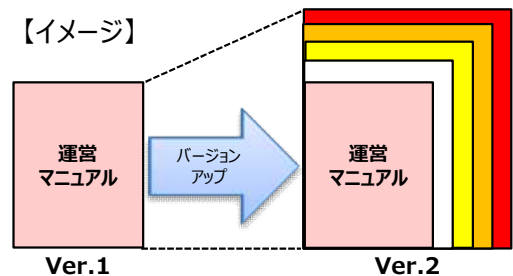 【イメージ】
運営
マニュアル
バージョン
アップ
運営
マニュアル
Ver.1
Ver.2